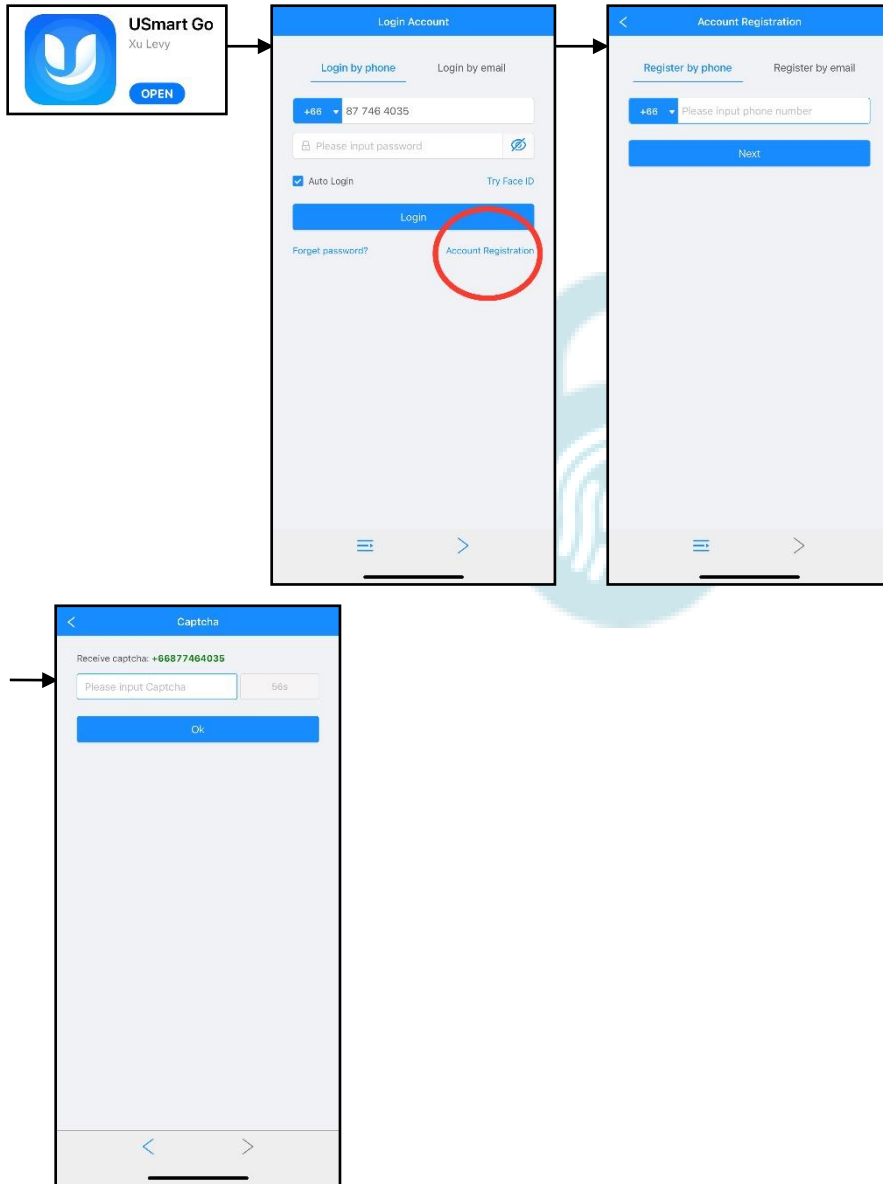 USmart Go
Xu Levy
OPEN
Login Account
Login by phone Login by email
+66 87 746 4035
Please input password
Auto Login Try Face ID
Login
Forget password? Account Registration
Account Registration
Register by phone Register by email
+66 Please input phone number
Next
Captcha
Receive captcha: +66877464035
Please input Captcha 56s
Ok